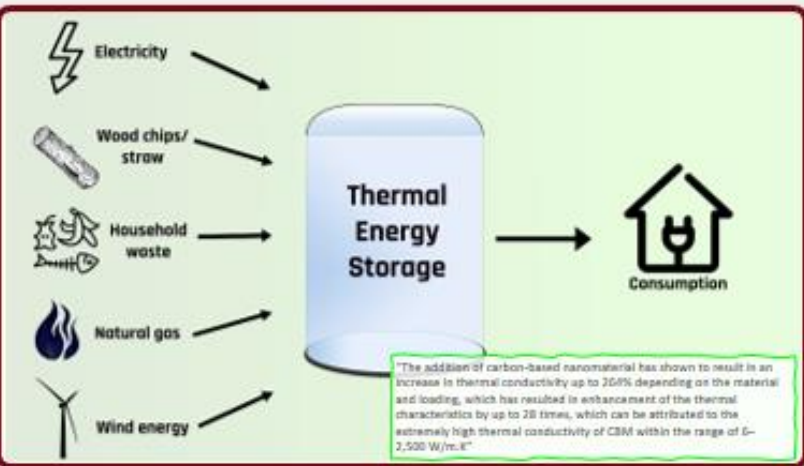 Electricity
Wood chips/
straw
Household
waste
Natural gas
Wind energy
Thermal
Energy
Storage
Consumption
"The addition of carbon-based nanomaterial has shown to result in an
increase in thermal conductivity up to 264% depending on the material
and loading, which has resulted in enhancement of the thermal
characteristics by up to 28 times, which can be attributed to the
extremely high thermal conductivity of CBM within the range of 6–
2,500 W/m.K"